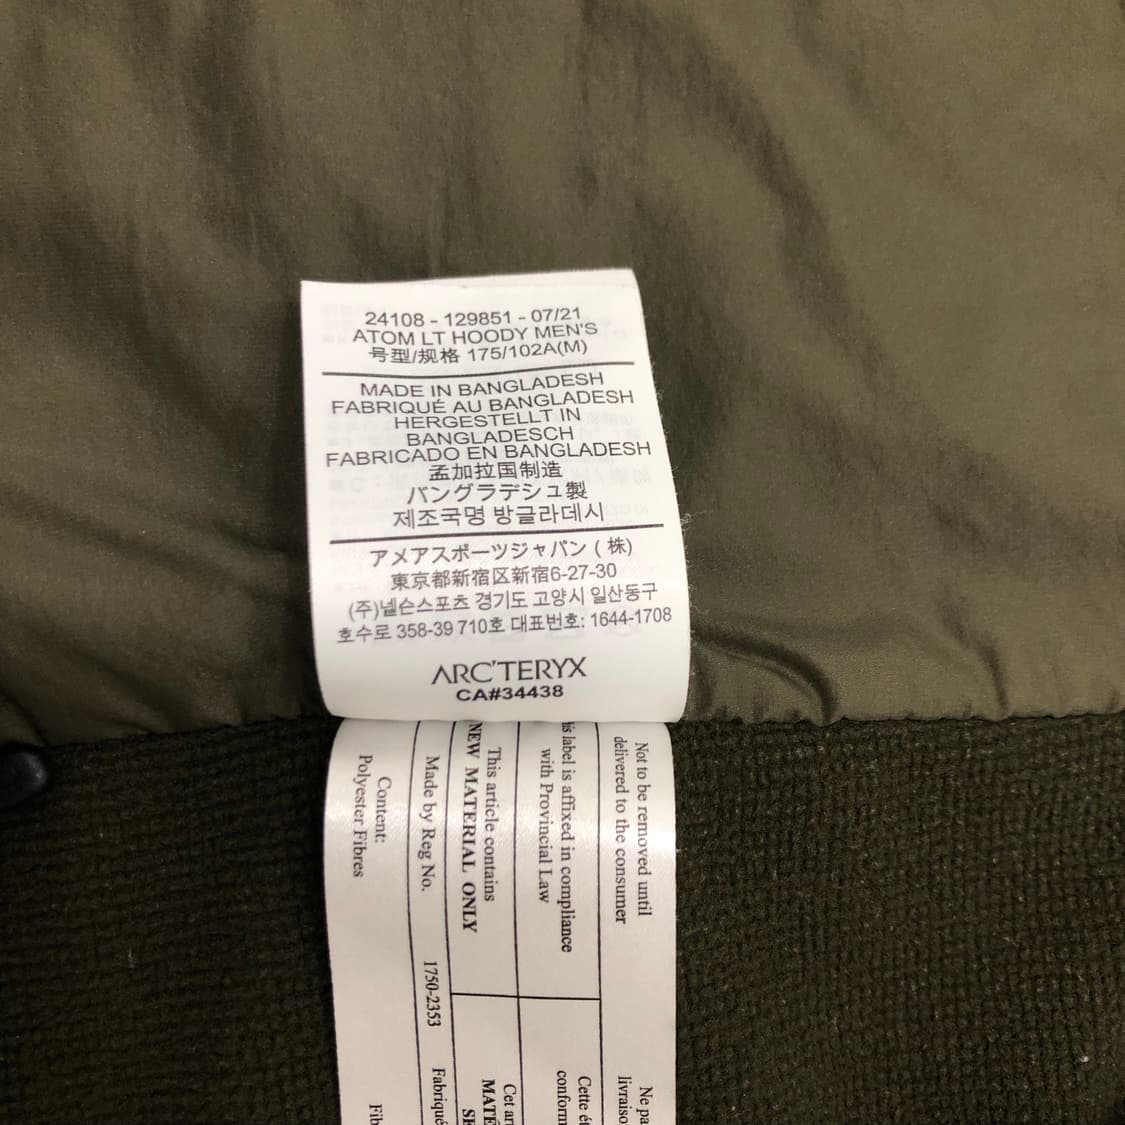 24108 - 129851 - 07/21
ATOM LT HOODY MEN'S
号型/规格 175/102A(M)
MADE IN BANGLADESH
FABRIQUÉ AU BANGLADESH
HERGESTELLT IN
BANGLADESCH
FABRICADO EN BANGLADESH
孟加拉国制造
バングラデシュ製
제조국명 방글라데시
アメアスポーツジャパン ( 株)
東京都新宿区新宿6-27-30
(주)넬슨스포츠 경기도 고양시 일산동구
호수로 358-39 710호 대표번호: 1644-1708
ARC'TERYX
CA#34438
Not to be removed until
delivered to the consumer
label is affixed in compliance
with Provincial Law
This article contains
NEW MATERIAL ONLY
Made by Reg No. 1750-2353
Content:
Polyester Fibres
Ne
Cette
Cet
Fabriqué